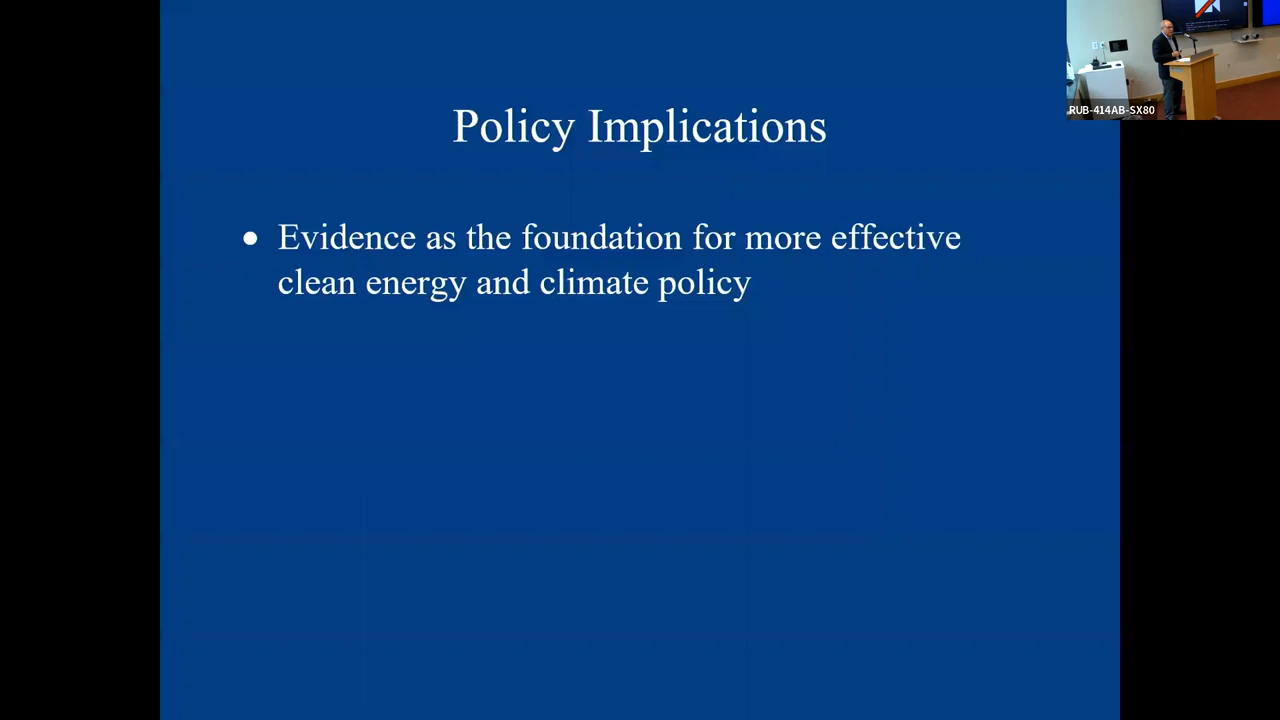 Policy Implications
• Evidence as the foundation for more effective
clean energy and climate policy
RUB-414AB-SX80